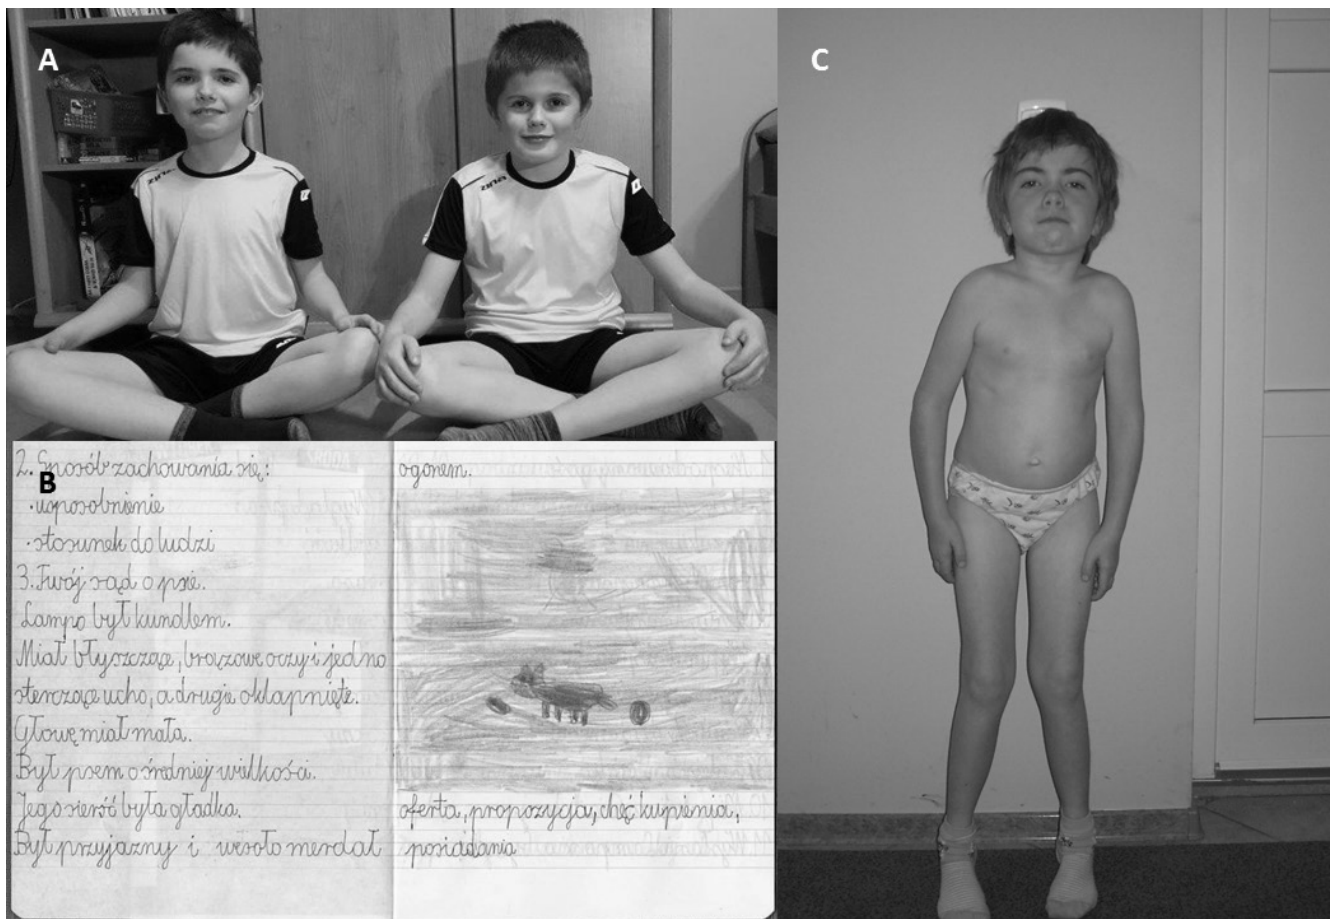 A
C
B
2. Sposób zachowania się:
·usposobnienie
·stosunek do ludzi
3. Twój sąd o psie.
Lampo był kundlem.
Miał błyszczące, brązowe oczy i jedno
sterczące ucho, a drugie oklapnięte.
Głowę miał mała.
Był psem o średniej wielkości.
Jego sierść była gładka.
Był przyjazny i wesoło merdał
ogonem.
oferta, propozycja, chęć kupienia,
posiadania